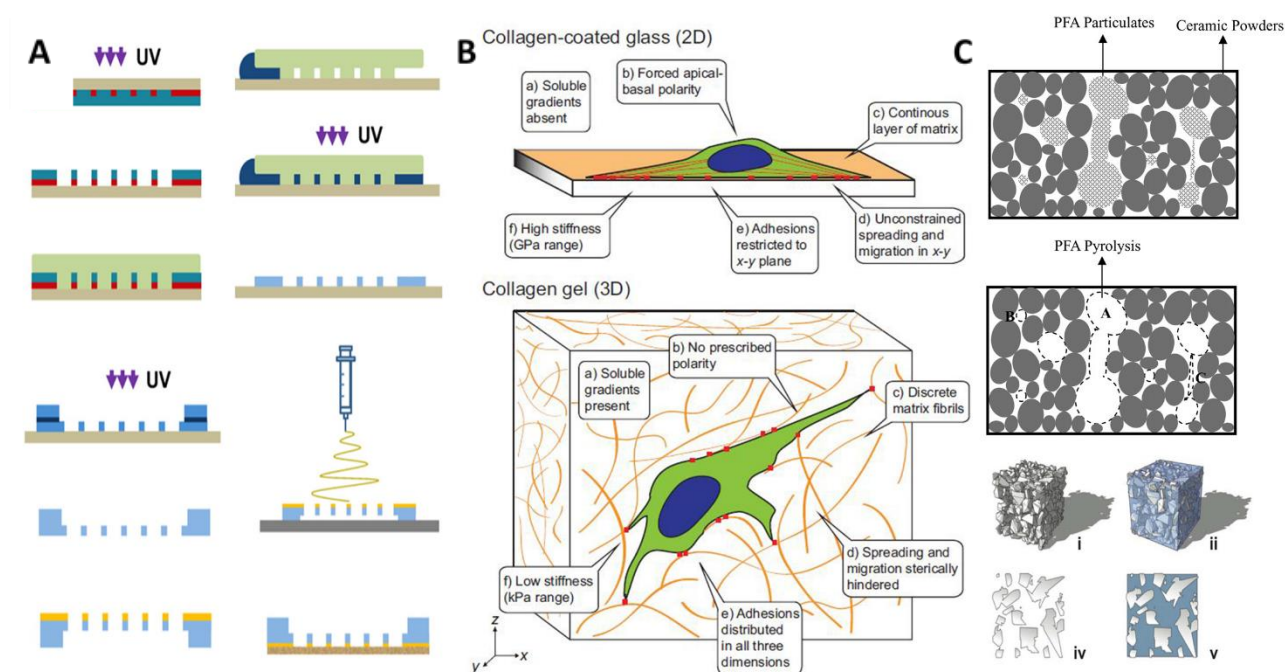 A
UV
UV
UV
B
Collagen-coated glass (2D)
a) Soluble
gradients
absent
b) Forced apical-
basal polarity
c) Continous
layer of matrix
f) High stiffness
(GPa range)
e) Adhesions
restricted to
x-y plane
d) Unconstrained
spreading and
migration in x-y
Collagen gel (3D)
a) Soluble
gradients
present
b) No prescribed
polarity
c) Discrete
matrix fibrils
d) Spreading and
migration sterically
hindered
f) Low stiffness
(kPa range)
e) Adhesions
distributed
in all three
dimensions
z
x
y
C
PFA Particulates
Ceramic Powders
PFA Pyrolysis
A
B
C
i
ii
iv
v